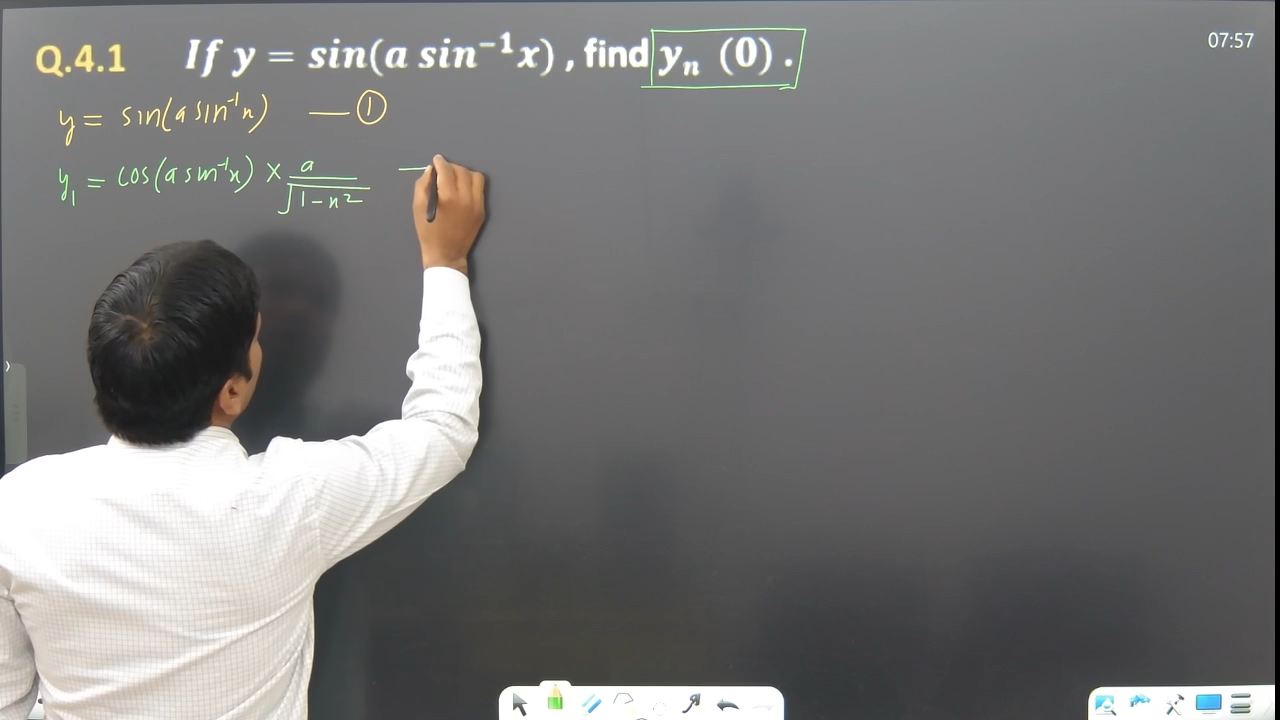 Q.4.1 If y = sin(a sin⁻¹x) , find yₙ (0) .
07:57
y = sin(a sin⁻¹x) — ①
y₁ = cos(a sin⁻¹x) × a/√(1-x²) —